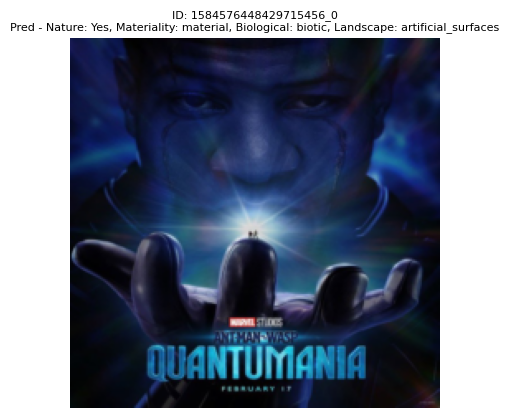 ID: 1584576448429715456_0
Pred - Nature: Yes, Materiality: material, Biological: biotic, Landscape: artificial_surfaces
MARVEL STUDIOS
ANT-MAN AND THE WASP
QUANTUMANIA
FEBRUARY 17